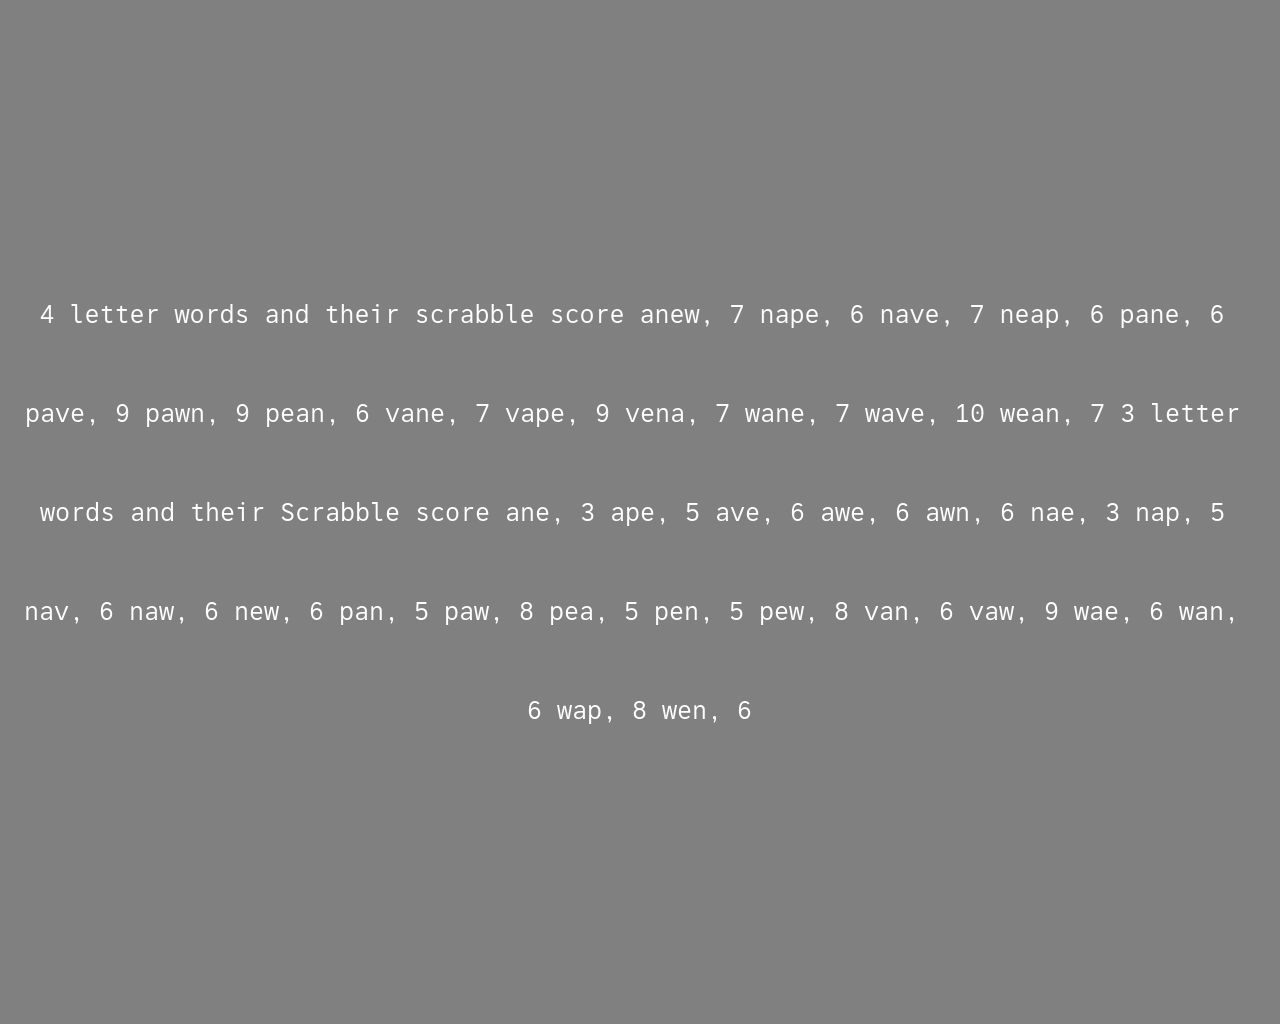 4 letter words and their scrabble score anew, 7 nape, 6 nave, 7 neap, 6 pane, 6
pave, 9 pawn, 9 pean, 6 vane, 7 vape, 9 vena, 7 wane, 7 wave, 10 wean, 7 3 letter
words and their Scrabble score ane, 3 ape, 5 ave, 6 awe, 6 awn, 6 nae, 3 nap, 5
nav, 6 naw, 6 new, 6 pan, 5 paw, 8 pea, 5 pen, 5 pew, 8 van, 6 vaw, 9 wae, 6 wan,
6 wap, 8 wen, 6